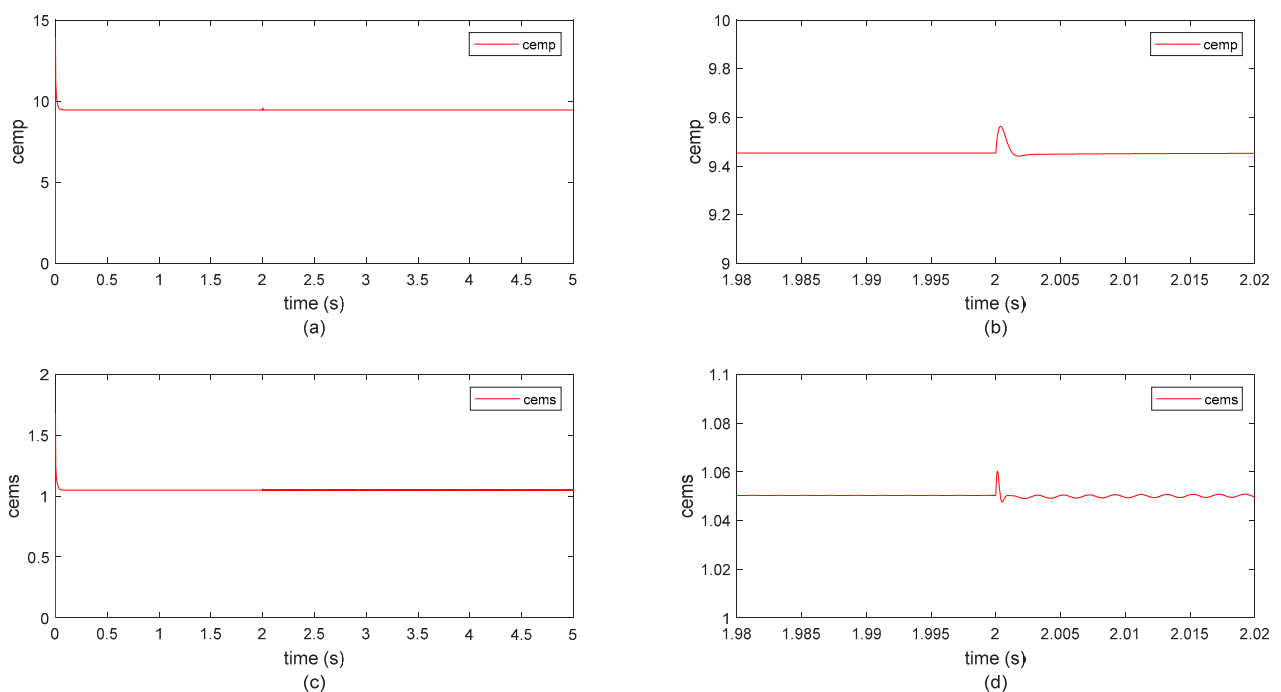 15
10
5
0
cemp
cemp
0 0.5 1 1.5 2 2.5 3 3.5 4 4.5 5
time (s)
(a)
10
9.8
9.6
9.4
9.2
9
cemp
cemp
1.98 1.985 1.99 1.995 2 2.005 2.01 2.015 2.02
time (s)
(b)
2
1.5
1
0.5
0
cems
cems
0 0.5 1 1.5 2 2.5 3 3.5 4 4.5 5
time (s)
(c)
1.1
1.08
1.06
1.04
1.02
1
cems
cems
1.98 1.985 1.99 1.995 2 2.005 2.01 2.015 2.02
time (s)
(d)